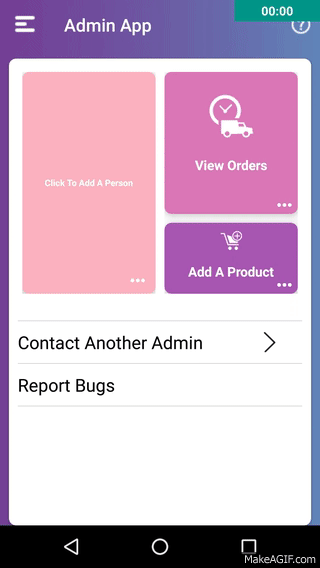 00:00
Admin App
?
Click To Add A Person
View Orders
Add A Product
Contact Another Admin
Report Bugs
MakeAGIF.com